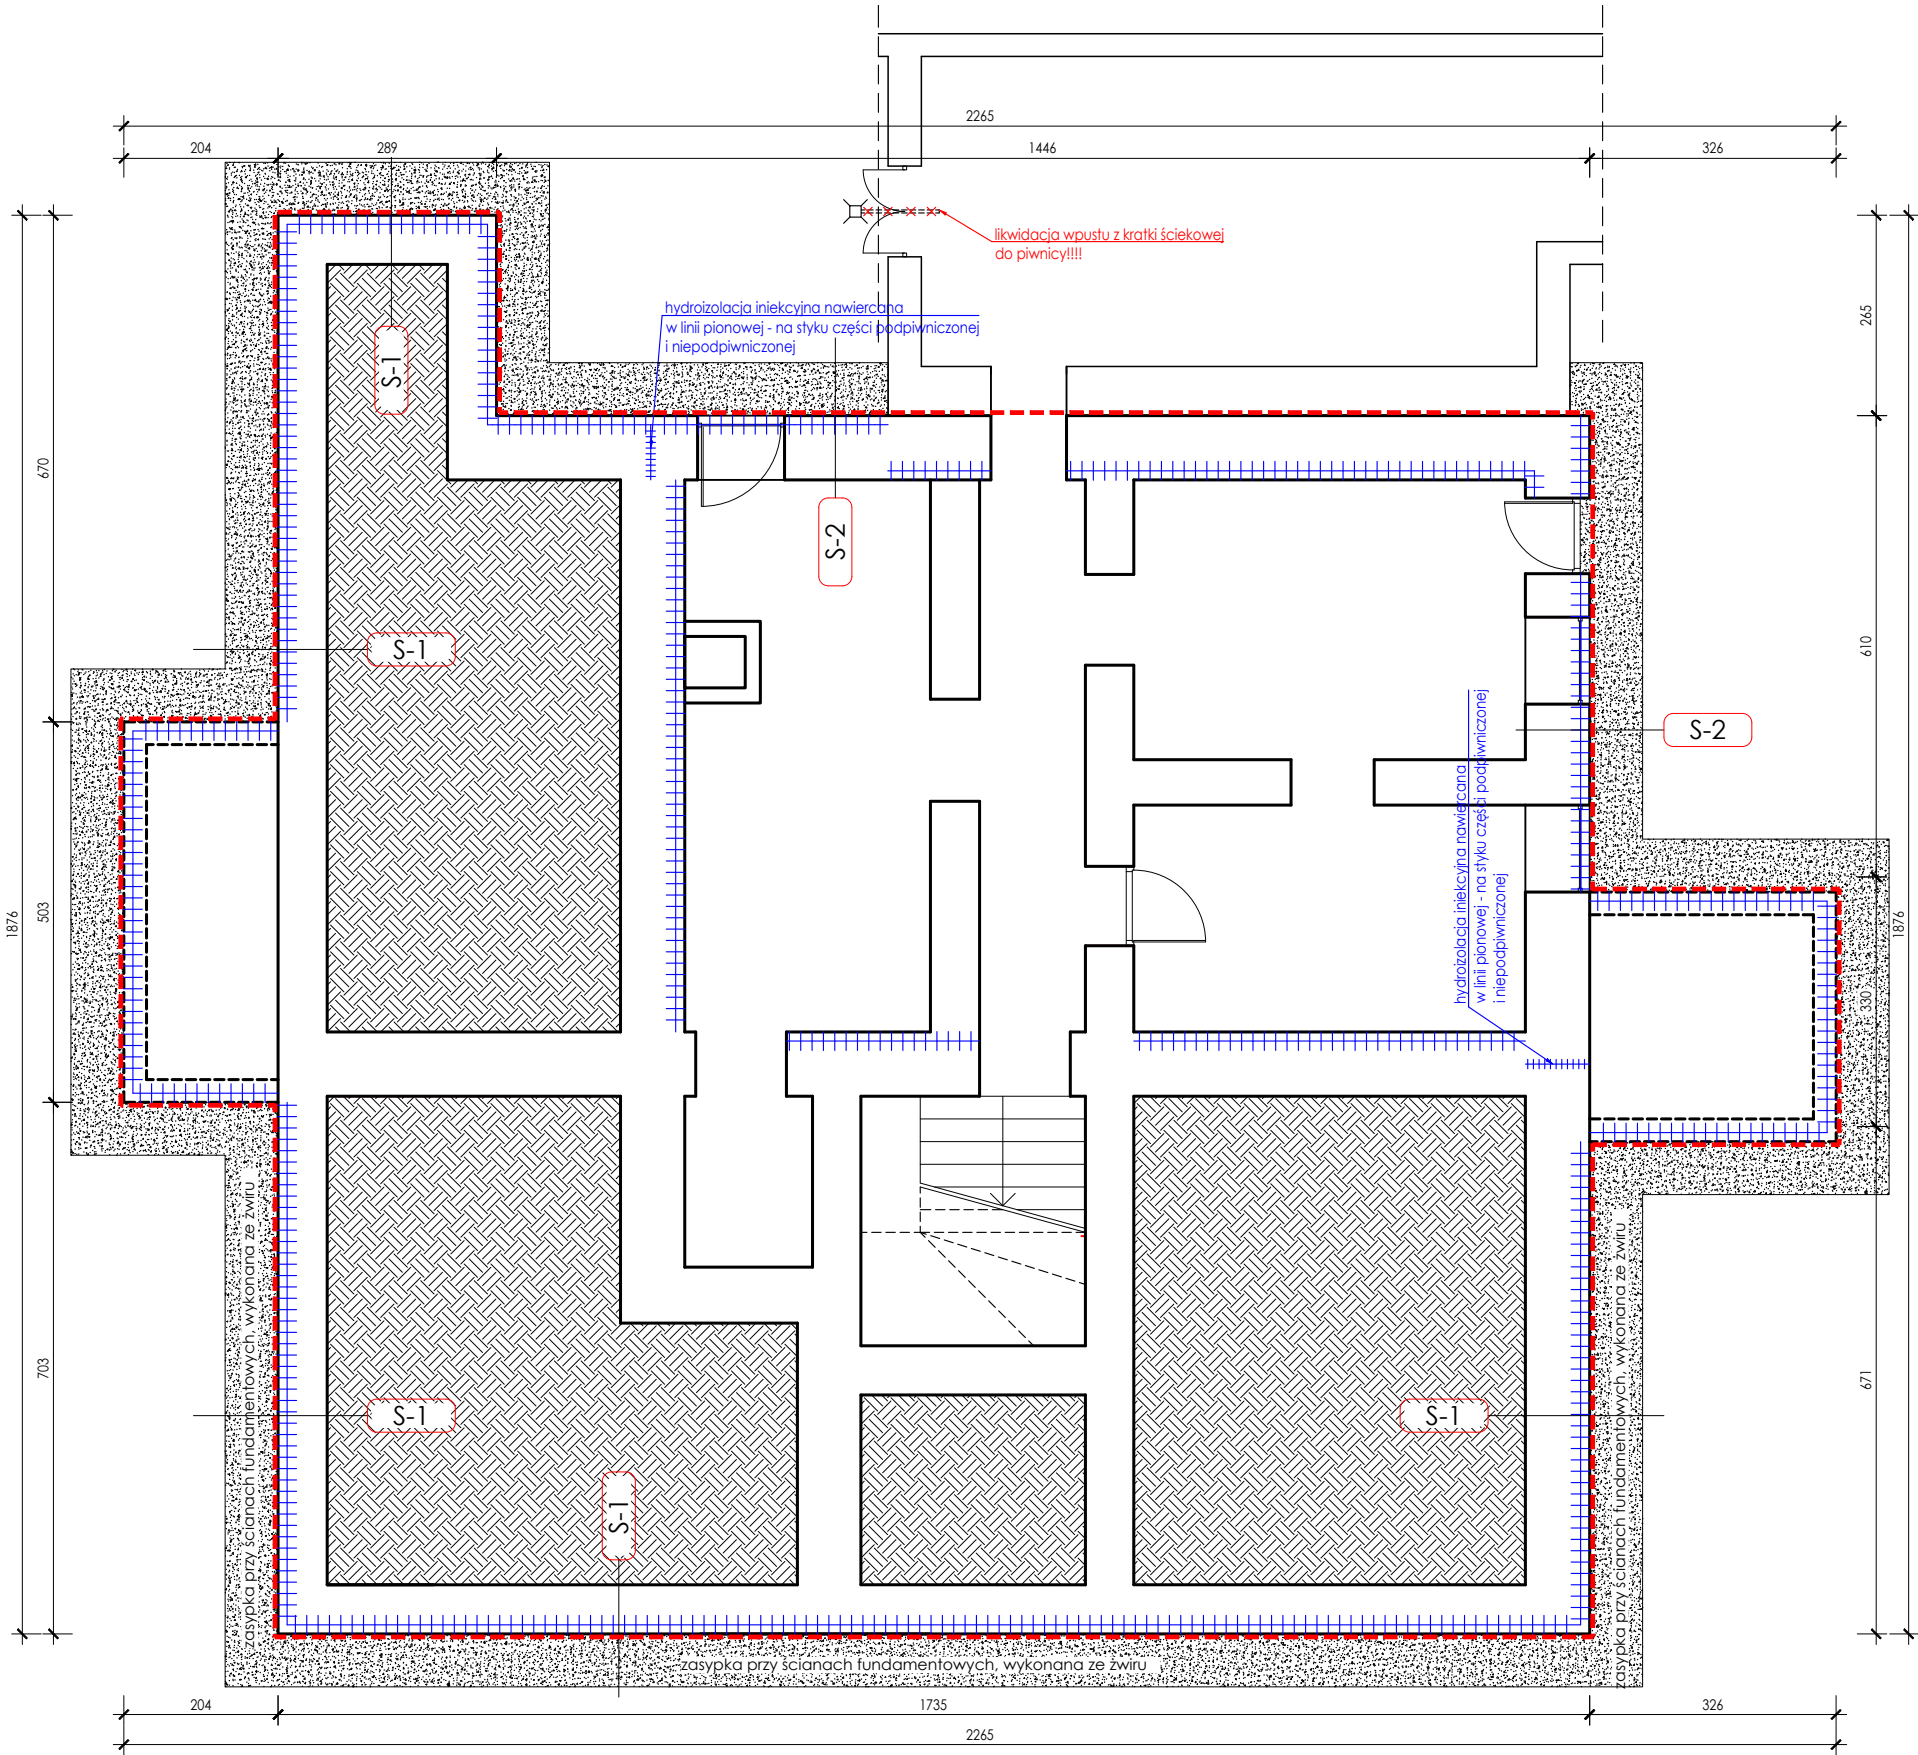 2265
204
289
1446
326
likwidacja wpustu z kratki ściekowej
do piwnicy!!!!
hydroizolacja iniekcyjna nawiercana
w linii pionowej - na styku części podpiwniczonej
i niepodpiwniczonej
S-1
S-2
265
670
610
S-1
S-2
hydroizolacja iniekcyjna nawiercana
w linii pionowej - na styku części podpiwniczonej
i niepodpiwniczonej
1876
503
1876
330
zasypka przy ścianach fundamentowych, wykonana ze żwiru
zasypka przy ścianach fundamentowych, wykonana ze żwiru
703
671
S-1
S-1
S-1
zasypka przy ścianach fundamentowych, wykonana ze żwiru
204
1735
326
2265